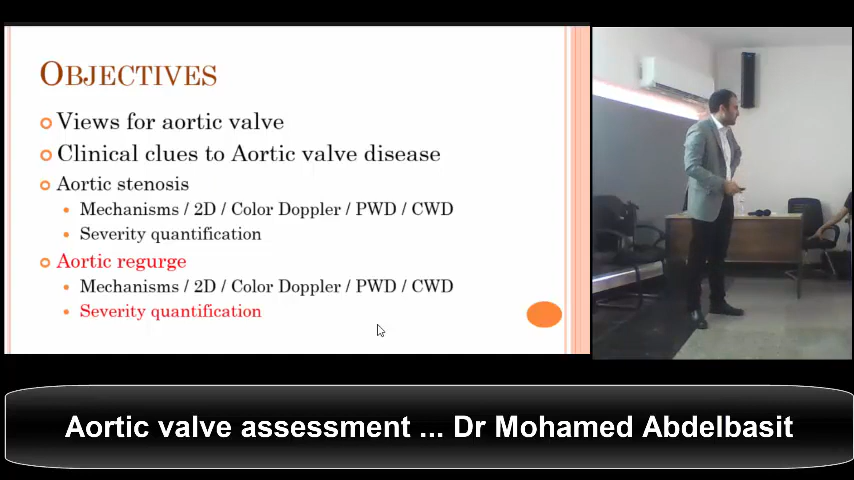 OBJECTIVES
Views for aortic valve
Clinical clues to Aortic valve disease
Aortic stenosis
Mechanisms / 2D / Color Doppler / PWD / CWD
Severity quantification
Aortic regurge
Mechanisms / 2D / Color Doppler / PWD / CWD
Severity quantification
Aortic valve assessment ... Dr Mohamed Abdelbasit